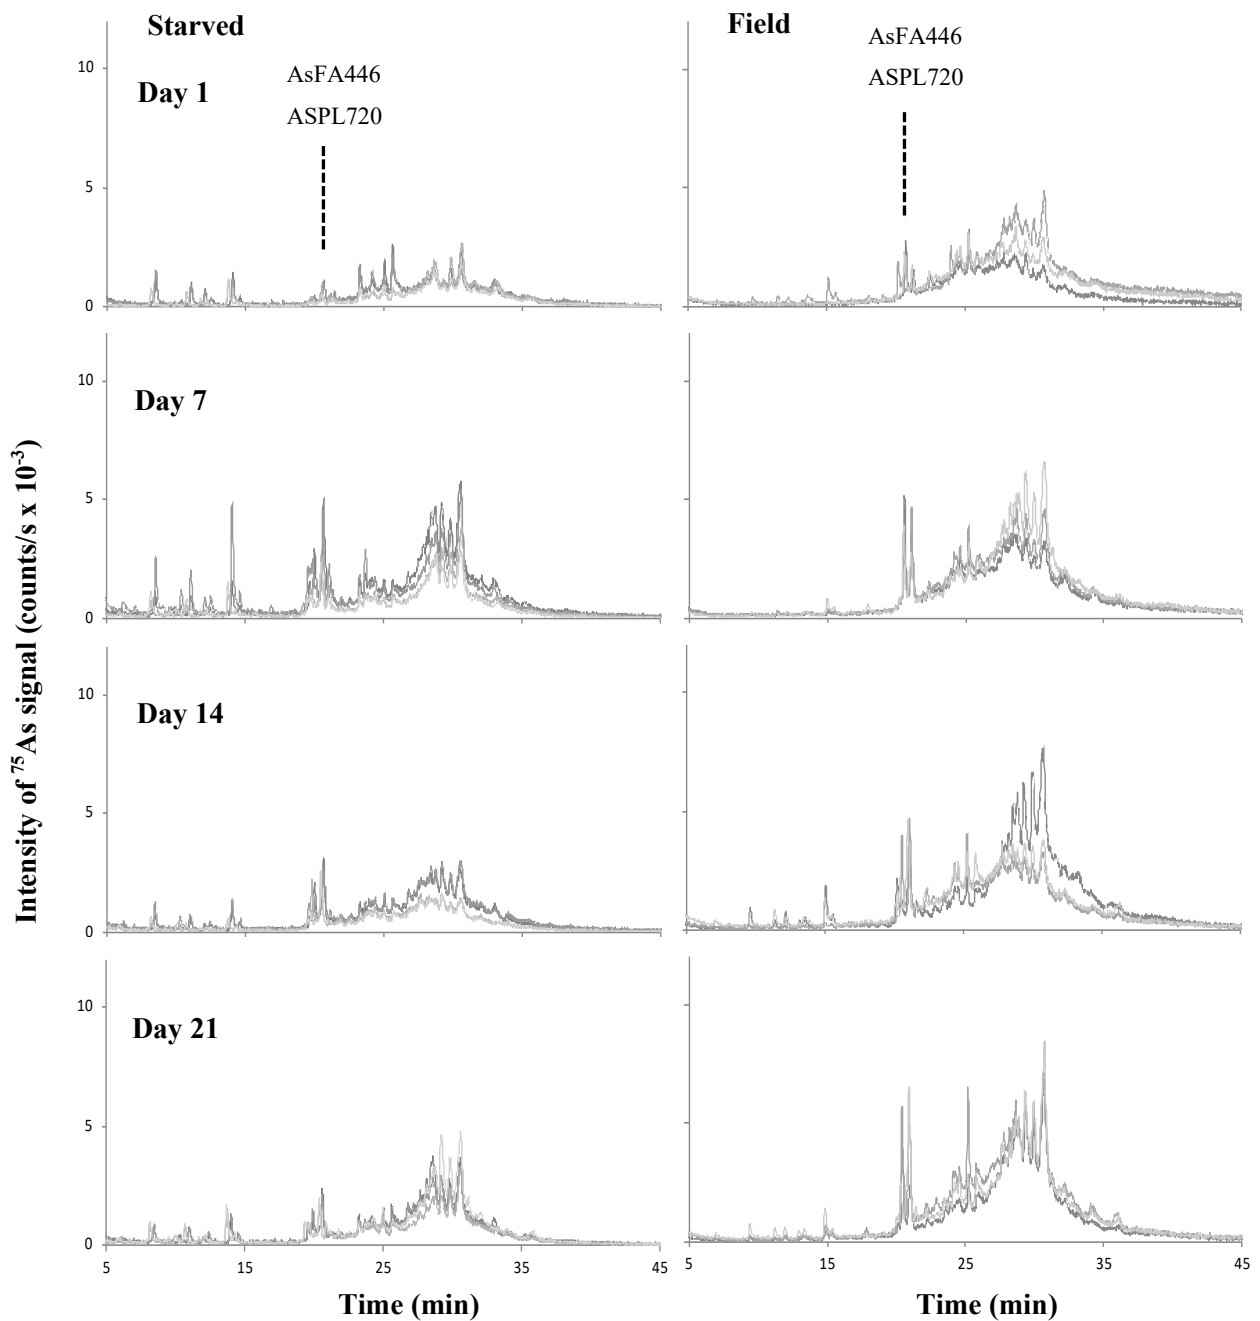 Starved
Field
AsFA446
ASPL720
AsFA446
ASPL720
Day 1
10
5
0
Day 7
10
5
0
Day 14
10
5
0
Day 21
10
5
0
5 15 25 35 45
5 15 25 35 45
Time (min)
Time (min)
Intensity of ⁷⁵As signal (counts/s x 10⁻³)